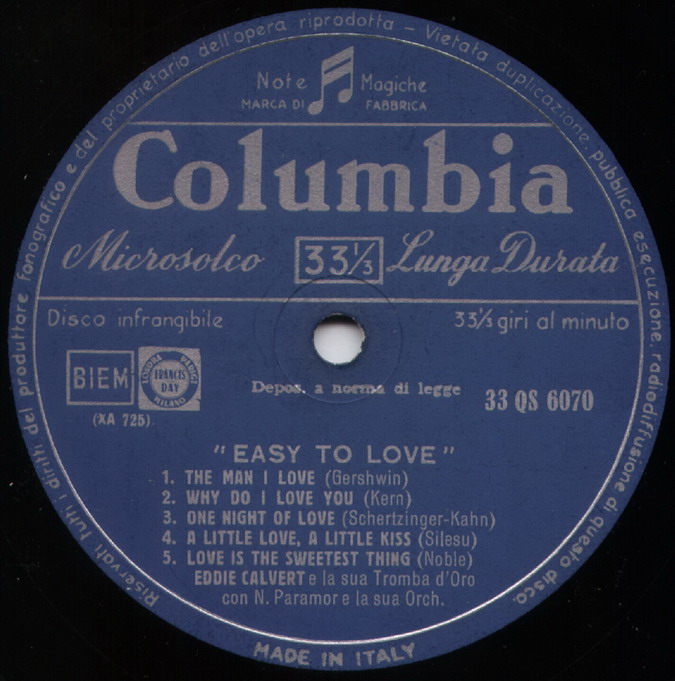 Riservati tutti i diritti del produttore fonografico e del proprietario dell'opera riprodotta – Vietata duplicazione, pubblica esecuzione, radiodiffusione di questo disco.
Note Magiche
MARCA DI FABBRICA
Columbia
Microsolco 33⅓ Lunga Durata
Disco infrangibile 33⅓ giri al minuto
BIEM LONDRA PARIGI FRANCIS DAY MILANO
Depos. a norma di legge 33 QS 6070
(XA 725)
"EASY TO LOVE"
1. THE MAN I LOVE (Gershwin)
2. WHY DO I LOVE YOU (Kern)
3. ONE NIGHT OF LOVE (Schertzinger-Kahn)
4. A LITTLE LOVE, A LITTLE KISS (Silesu)
5. LOVE IS THE SWEETEST THING (Noble)
EDDIE CALVERT e la sua Tromba d'Oro
con N. Paramor e la sua Orch.
MADE IN ITALY